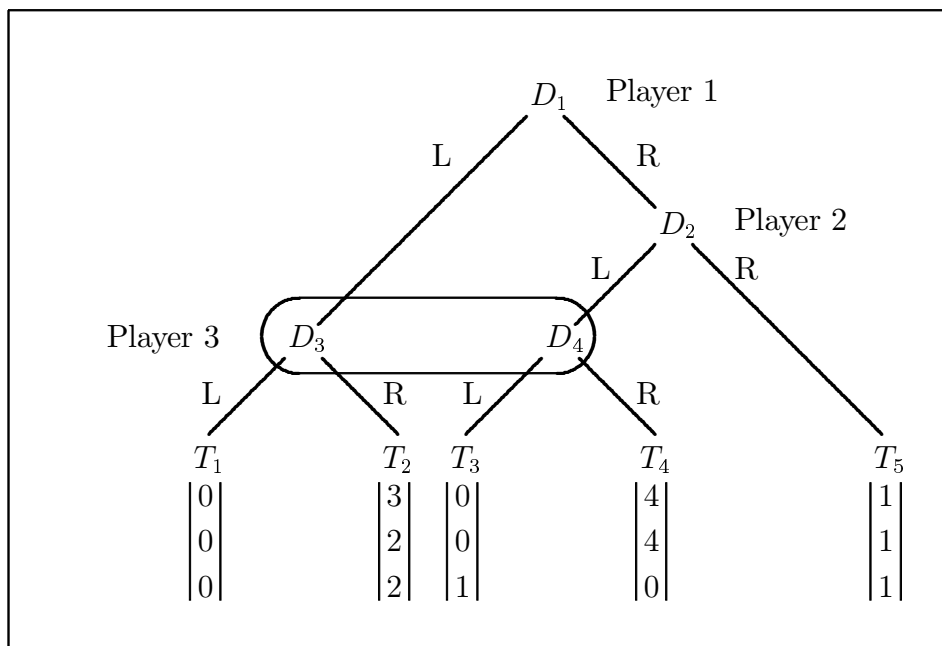 D₁ Player 1
L R
D₂ Player 2
L R
Player 3 D₃ D₄
L R L R
T₁ T₂ T₃ T₄ T₅
0 3 0 4 1
0 2 0 4 1
0 2 1 0 1